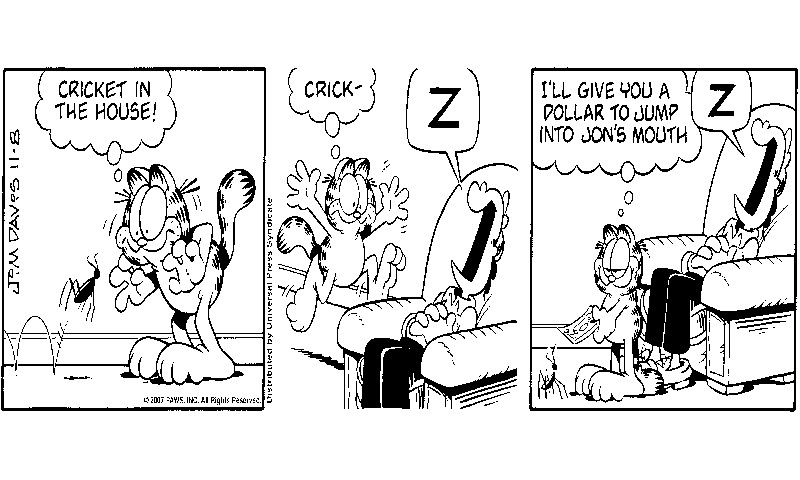 CRICKET IN
THE HOUSE!
JIM DAVIS 11-8
© 2007 PAWS, INC. All Rights Reserved.
Distributed by Universal Press Syndicate
CRICK-
Z
I'LL GIVE YOU A
DOLLAR TO JUMP
INTO JON'S MOUTH
Z